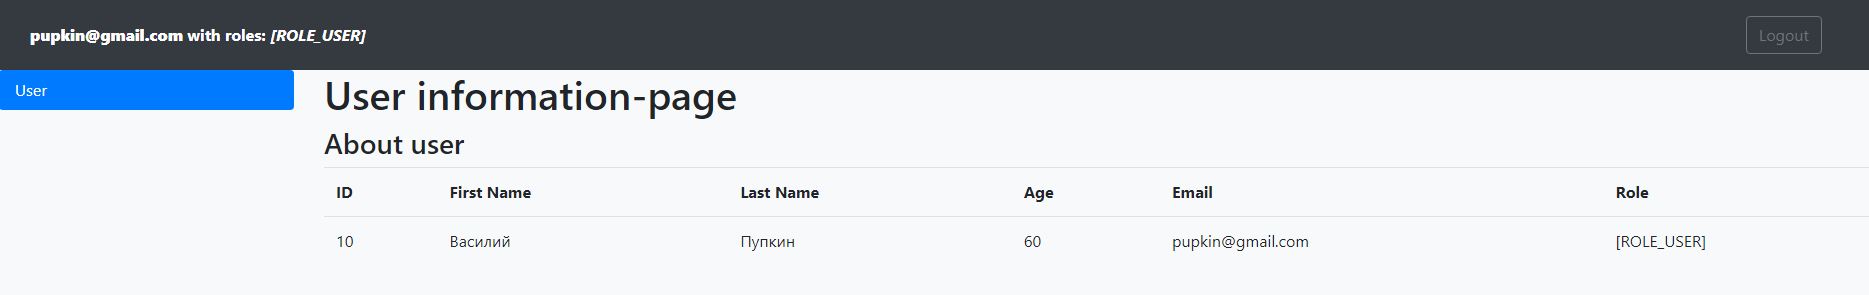 pupkin@gmail.com with roles: [ROLE_USER] Logout
User
User information-page
About user
ID First Name Last Name Age Email Role
10 Василий Пупкин 60 pupkin@gmail.com [ROLE_USER]